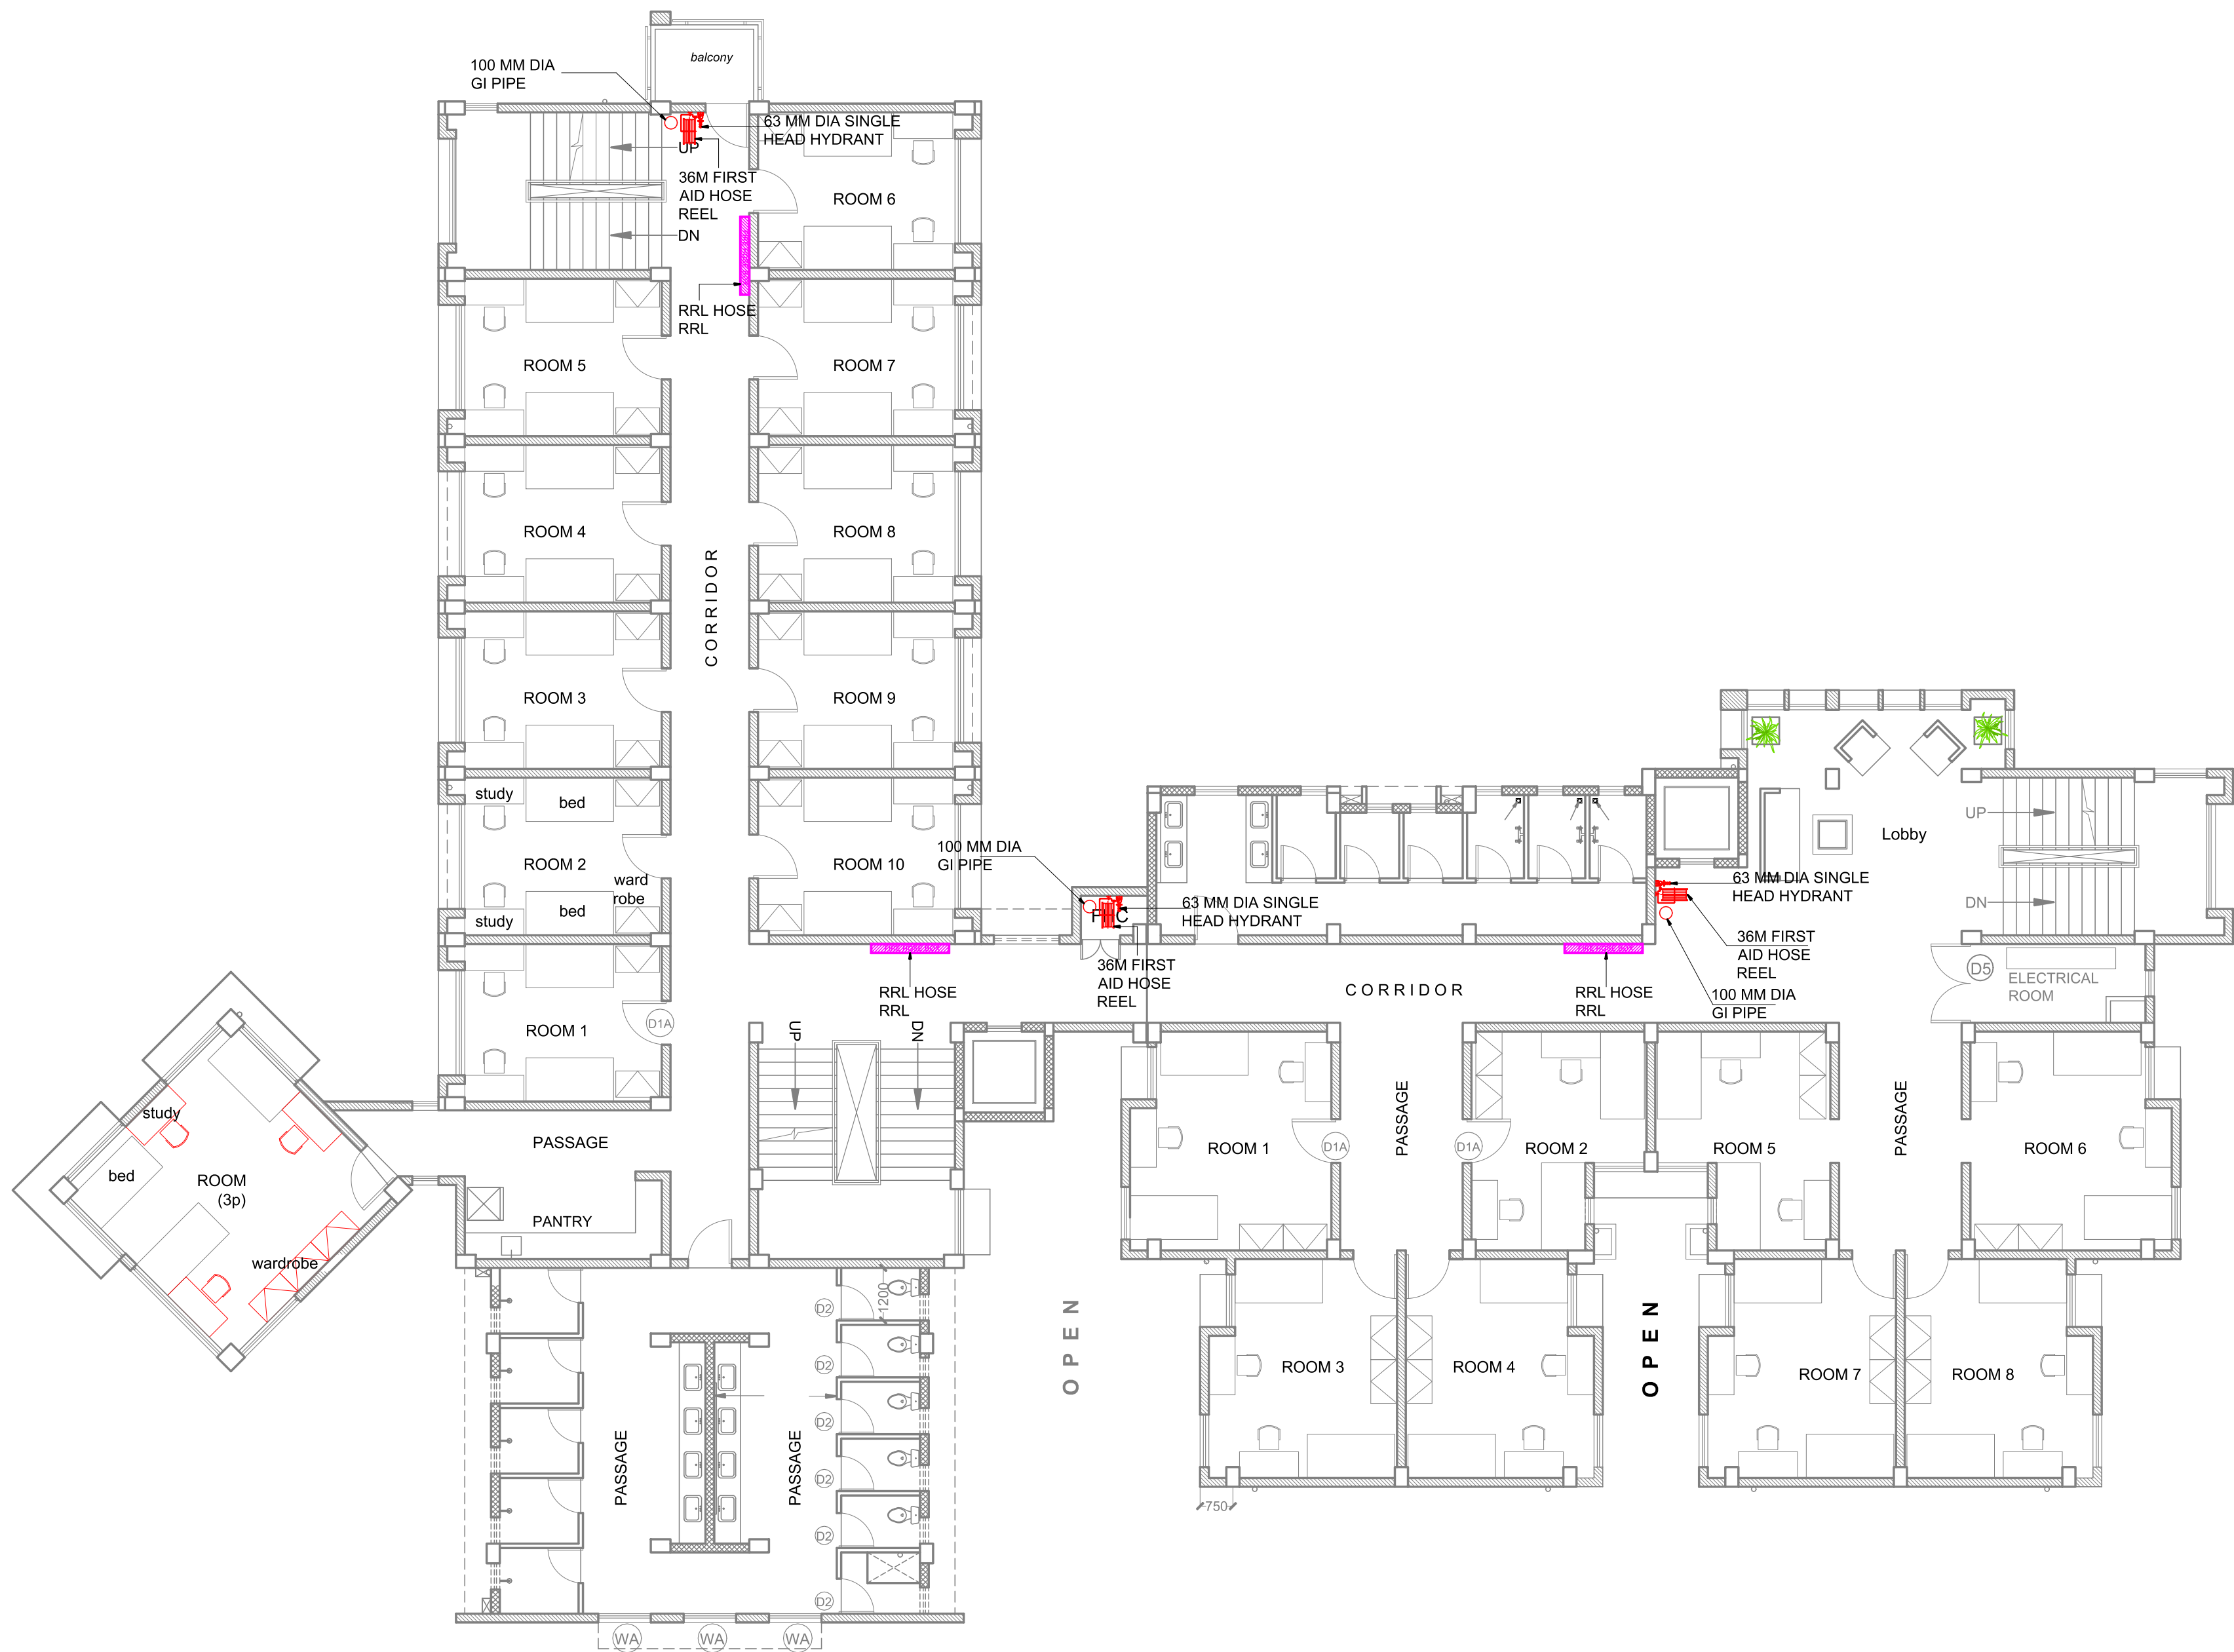 balcony
100 MM DIA
GI PIPE
63 MM DIA SINGLE
HEAD HYDRANT
UP
36M FIRST
AID HOSE
REEL
DN
ROOM 6
RRL HOSE
RRL
ROOM 5
ROOM 7
ROOM 4
ROOM 8
CORRIDOR
ROOM 3
ROOM 9
study
bed
ROOM 2
ward
robe
study
bed
ROOM 10
100 MM DIA
GI PIPE
FHC
63 MM DIA SINGLE
HEAD HYDRANT
36M FIRST
AID HOSE
REEL
RRL HOSE
RRL
UP
DN
Lobby
UP
DN
63 MM DIA SINGLE
HEAD HYDRANT
36M FIRST
AID HOSE
REEL
100 MM DIA
GI PIPE
CORRIDOR
RRL HOSE
RRL
D5
ELECTRICAL
ROOM
ROOM 1
D1A
study
bed
ROOM
(3p)
wardrobe
PASSAGE
PANTRY
ROOM 1
D1A
PASSAGE
D1A
ROOM 2
ROOM 5
PASSAGE
ROOM 6
OPEN
OPEN
ROOM 3
ROOM 4
ROOM 7
ROOM 8
750
1200
D2
D2
D2
D2
D2
D2
PASSAGE
PASSAGE
WA
WA
WA